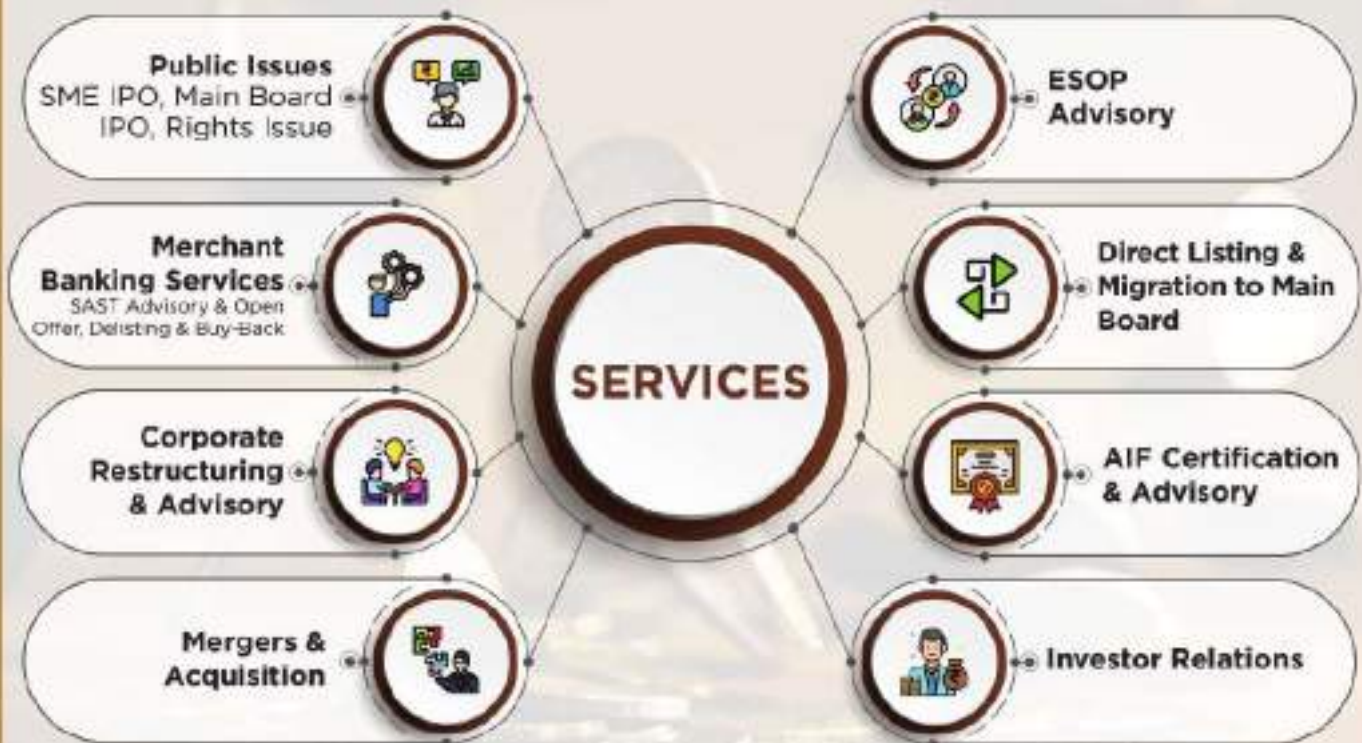 Public Issues
SME IPO, Main Board
IPO, Rights Issue
Merchant
Banking Services
SAST Advisory & Open
Offer, Delisting & Buy-Back
Corporate
Restructuring
& Advisory
Mergers &
Acquisition
SERVICES
ESOP
Advisory
Direct Listing &
Migration to Main
Board
AIF Certification
& Advisory
Investor Relations